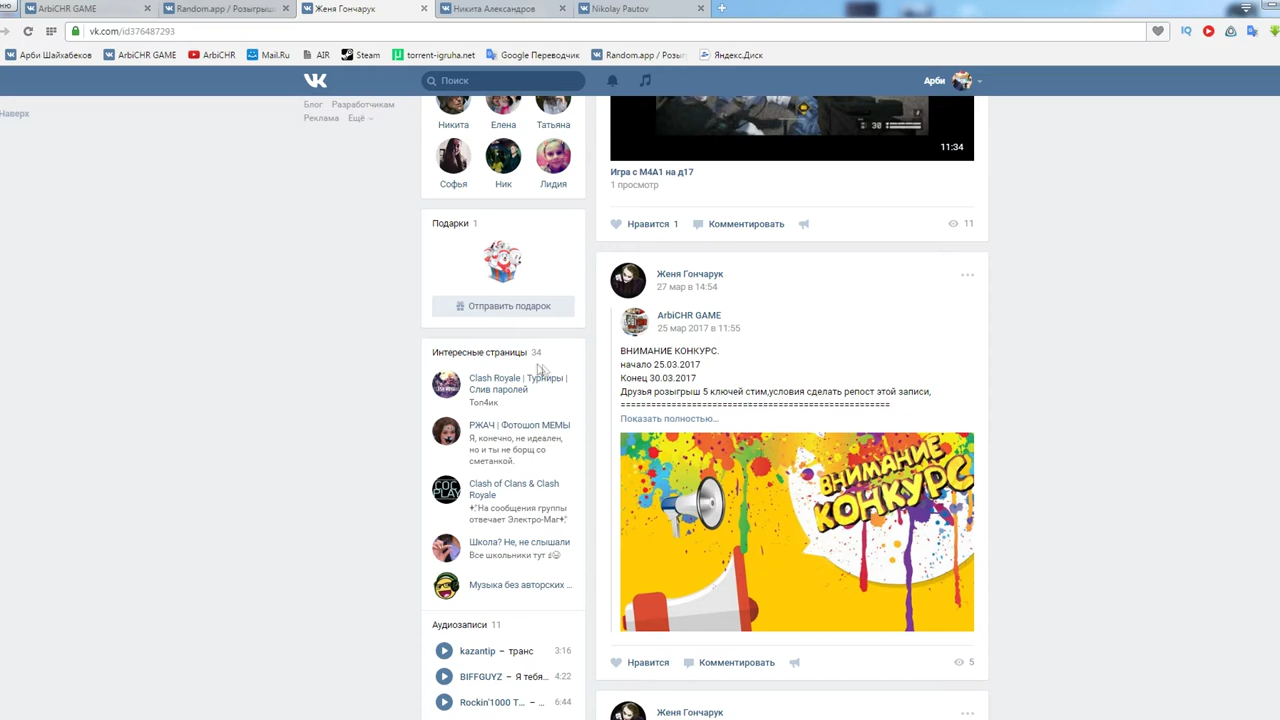 ArbiCHR GAME
Random.app / Розыгрыш
Женя Гончарук
Никита Александров
Nikolay Pautov
vk.com/id376487293
Арби Шайхабеков
ArbiCHR GAME
ArbiCHR
Mail.Ru
AIR
Steam
torrent-igruha.net
Google Переводчик
Random.app / Розыг
Яндекс.Диск
Поиск
Арби
Наверх
Блог Разработчикам
Реклама Ещё
Никита Елена Татьяна
Софья Ник Лидия
Подарки 1
Отправить подарок
Интересные страницы 34
Clash Royale | Турниры |
Слив паролей
Топ4ик
РЖАЧ | Фотошоп МЕМЫ
Я, конечно, не идеален,
но и ты не борщ со
сметанкой.
COC
PLAY
Clash of Clans & Clash
Royale
"На сообщения группы
отвечает Электро-Маг"
Школа? Не, не слышали
Все школьники тут
Музыка без авторских ...
Аудиозаписи 11
kazantip – транс 3:16
BIFFGUYZ – Я тебя... 4:22
Rockin'1000 T... – ... 6:44
30
11:34
Игра с М4А1 на д17
1 просмотр
Нравится 1 Комментировать 11
Женя Гончарук
27 мар в 14:54
ArbiCHR GAME
25 мар 2017 в 11:55
ВНИМАНИЕ КОНКУРС.
начало 25.03.2017
Конец 30.03.2017
Друзья розыгрыш 5 ключей стим,условия сделать репост этой записи,
=====================================================
Показать полностью...
ВНИМАНИЕ
КОНКУРС
Нравится Комментировать 5
Женя Гончарук